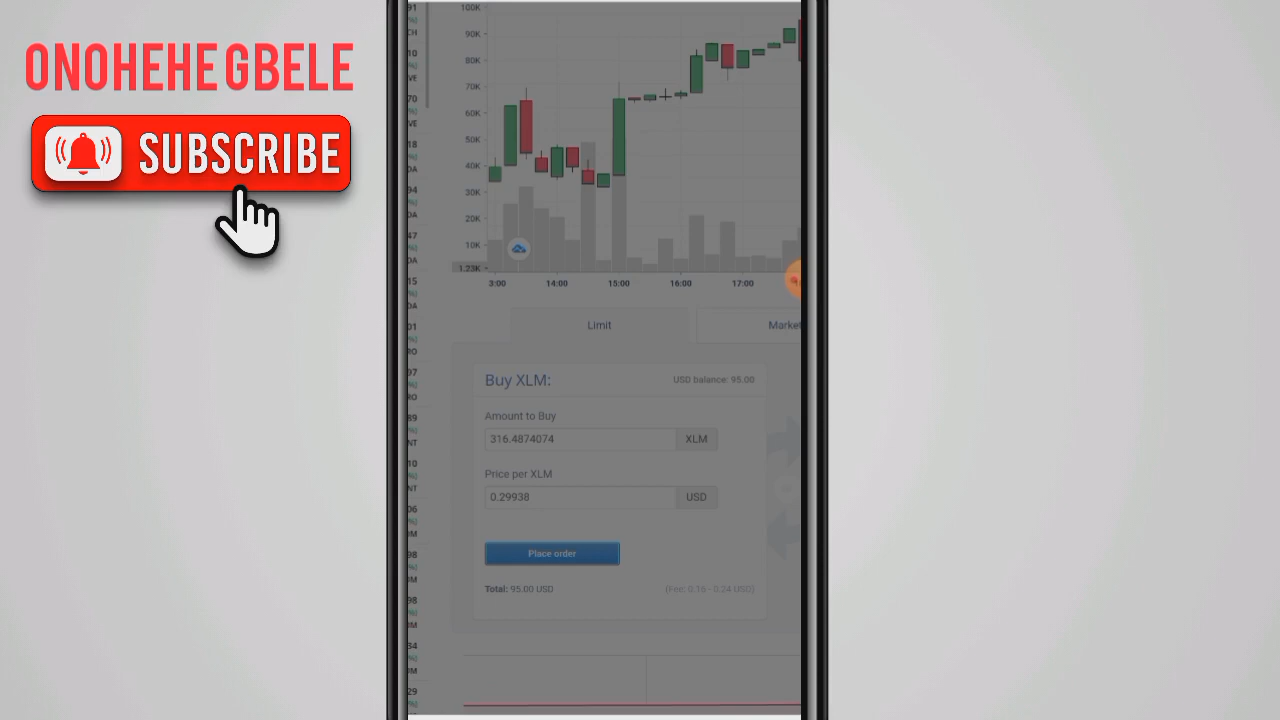 ONOHEHE GBELE
SUBSCRIBE
100K
90K
80K
70K
60K
50K
40K
30K
20K
10K
1.23K
3:00 14:00 15:00 16:00 17:00
Limit
Market
Buy XLM:
USD balance: 95.00
Amount to Buy
316.4874074 XLM
Price per XLM
0.29938 USD
Place order
Total: 95.00 USD
(Fee: 0.16 - 0.24 USD)